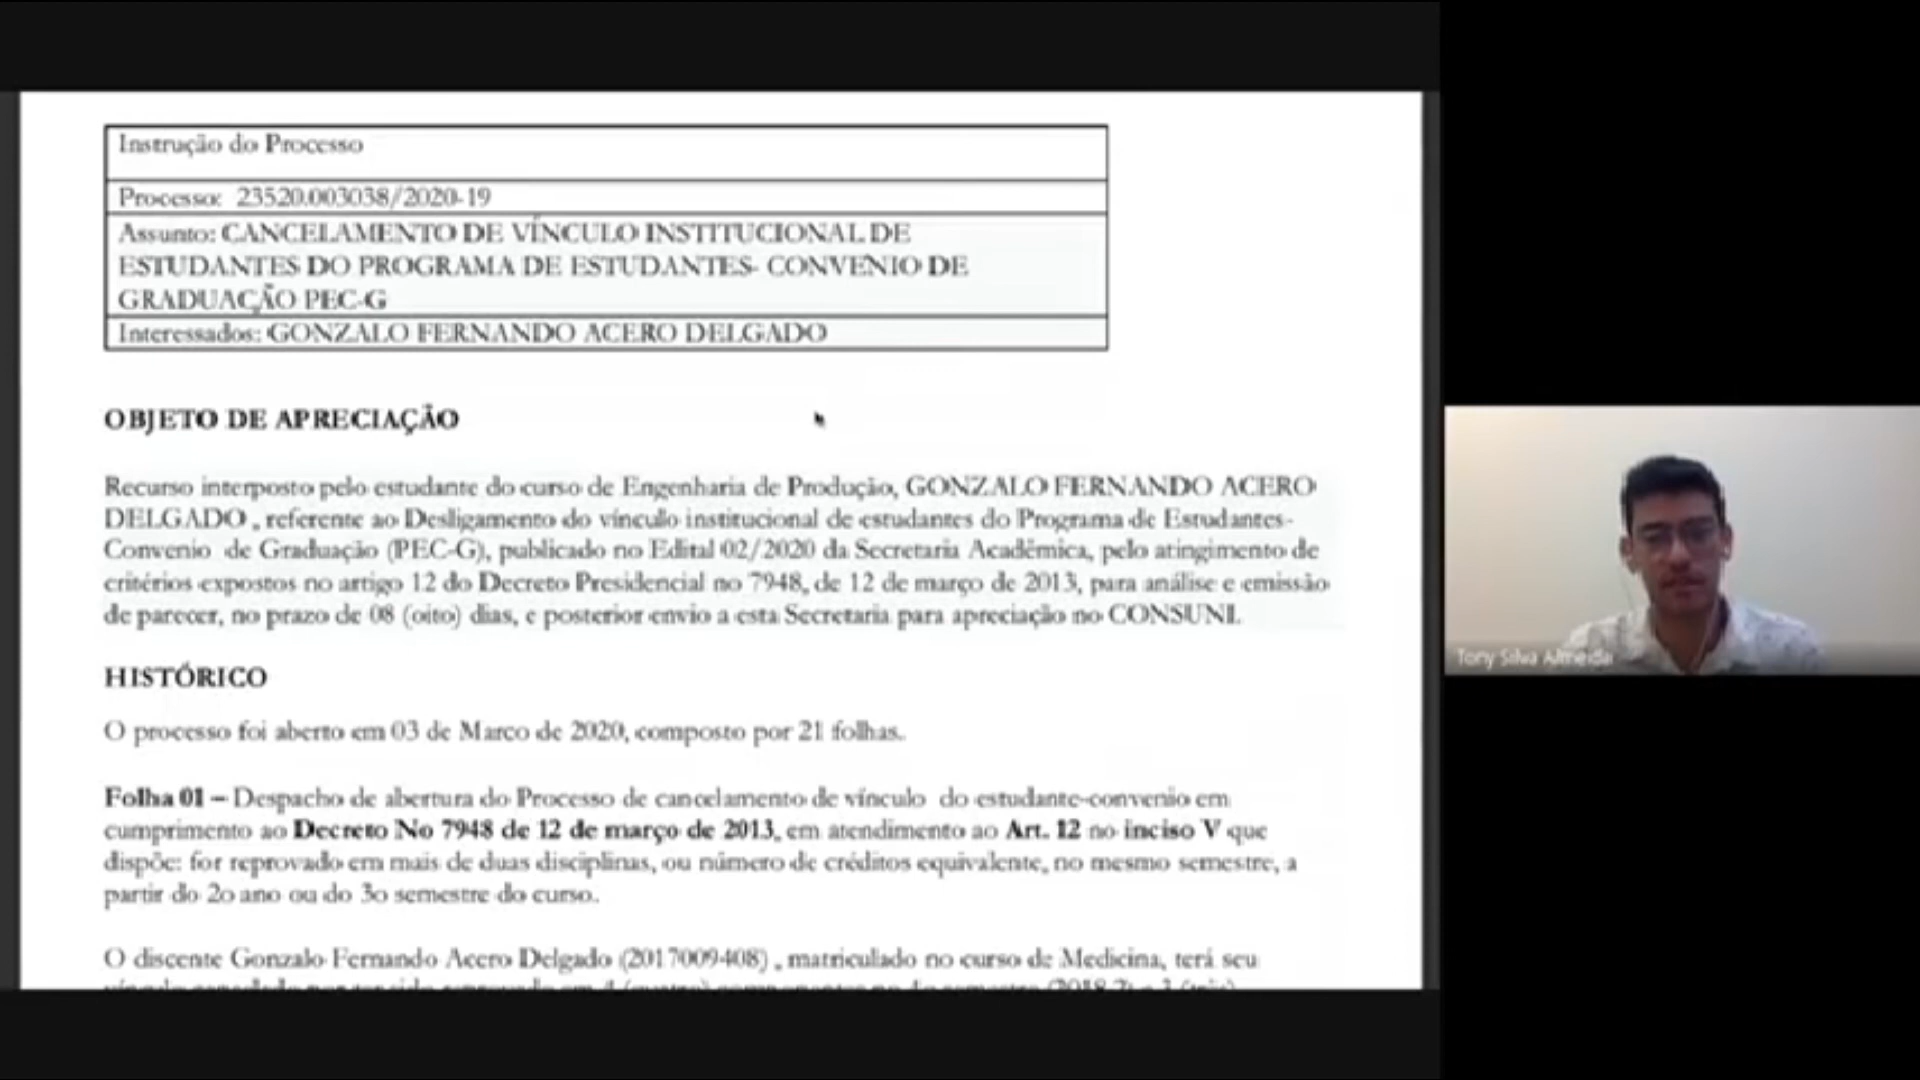 Instrução do Processo
Processo: 23520.003038/2020-19
Assunto: CANCELAMENTO DE VÍNCULO INSTITUCIONAL DE
ESTUDANTES DO PROGRAMA DE ESTUDANTES- CONVENIO DE
GRADUAÇÃO PEC-G
Interessados: GONZALO FERNANDO ACERO DELGADO
OBJETO DE APRECIAÇÃO
Recurso interposto pelo estudante do curso de Engenharia de Produção, GONZALO FERNANDO ACERO
DELGADO , referente ao Desligamento do vínculo institucional de estudantes do Programa de Estudantes-
Convenio de Graduação (PEC-G), publicado no Edital 02/2020 da Secretaria Acadêmica, pelo atingimento de
critérios expostos no artigo 12 do Decreto Presidencial no 7948, de 12 de março de 2013, para análise e emissão
de parecer, no prazo de 08 (oito) dias, e posterior envio a esta Secretaria para apreciação no CONSUNI.
HISTÓRICO
O processo foi aberto em 03 de Marco de 2020, composto por 21 folhas.
Folha 01 – Despacho de abertura do Processo de cancelamento de vínculo do estudante-convenio em
cumprimento ao Decreto No 7948 de 12 de março de 2013, em atendimento ao Art. 12 no inciso V que
dispõe: for reprovado em mais de duas disciplinas, ou número de créditos equivalente, no mesmo semestre, a
partir do 2o ano ou do 3o semestre do curso.
O discente Gonzalo Fernando Acero Delgado (2017009408) , matriculado no curso de Medicina, terá seu
Tony Silva Almeida